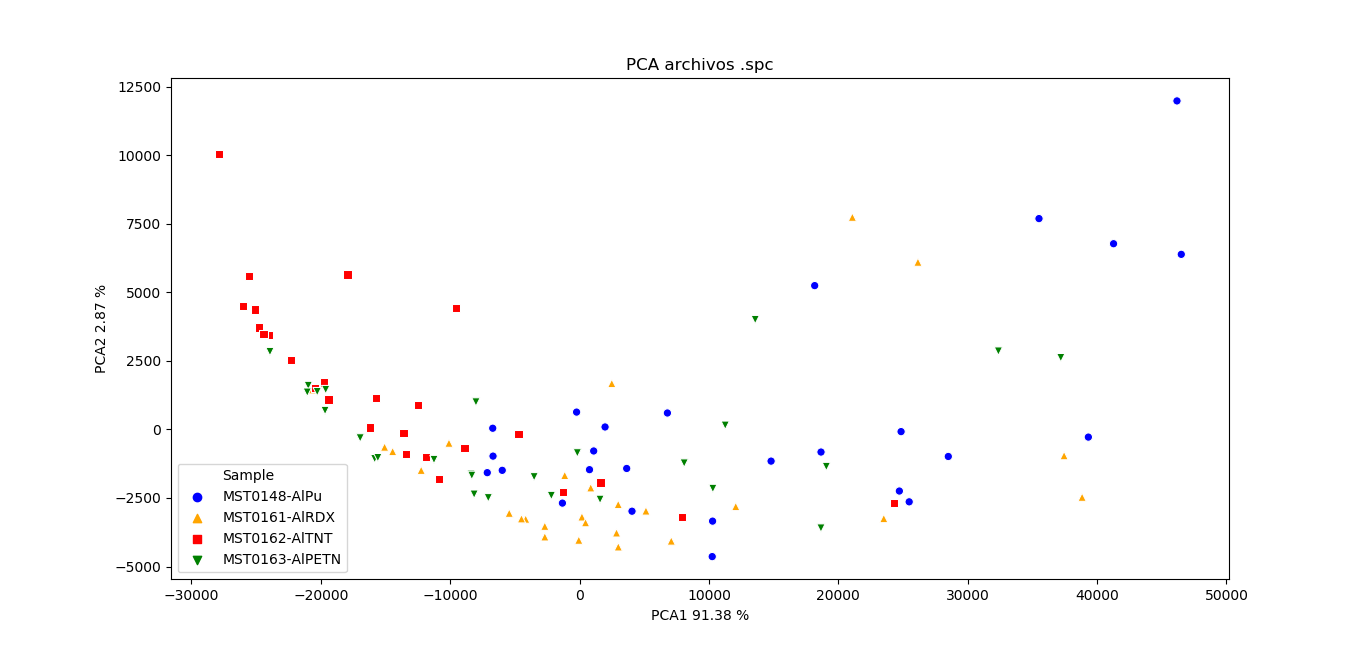 PCA archivos .spc
12500
10000
7500
5000
2500
0
−2500
−5000
PCA2 2.87 %
Sample
MST0148-AlPu
MST0161-AlRDX
MST0162-AlTNT
MST0163-AlPETN
−30000 −20000 −10000 0 10000 20000 30000 40000 50000
PCA1 91.38 %